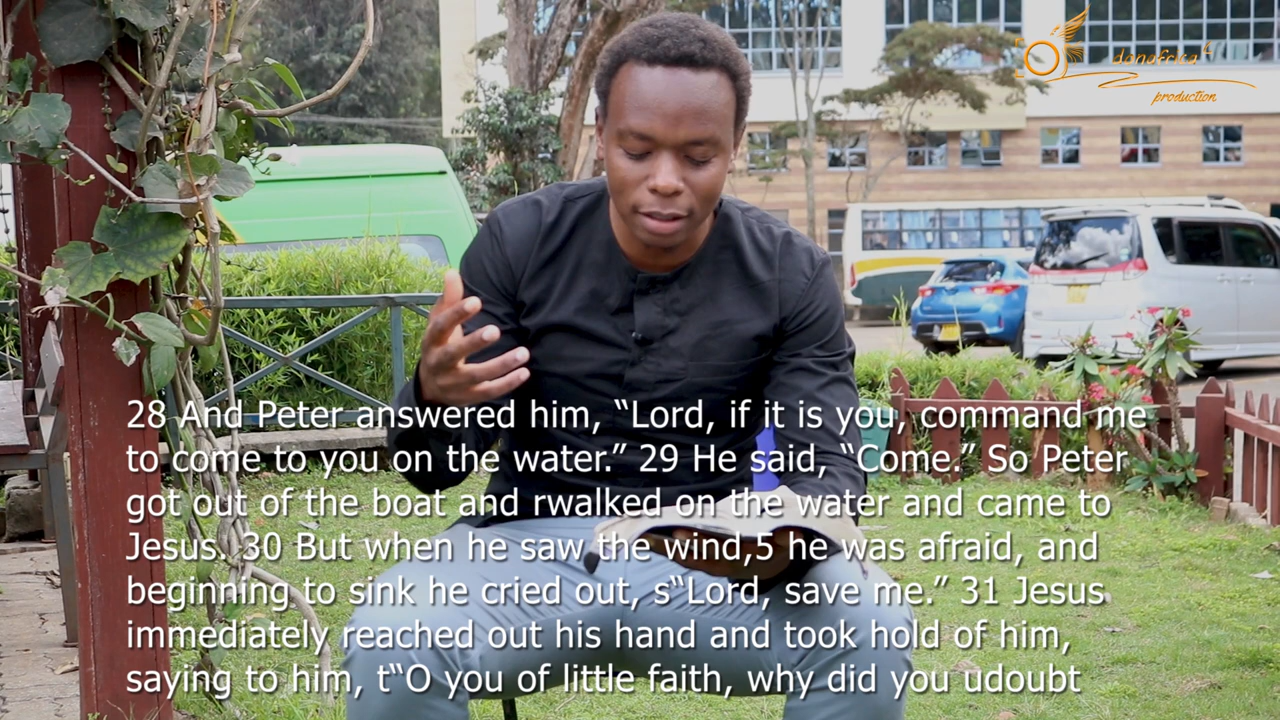 danafrica
production
28 And Peter answered him, “Lord, if it is you, command me
to come to you on the water.” 29 He said, “Come.” So Peter
got out of the boat and rwalked on the water and came to
Jesus. 30 But when he saw the wind,5 he was afraid, and
beginning to sink he cried out, s“Lord, save me.” 31 Jesus
immediately reached out his hand and took hold of him,
saying to him, t“O you of little faith, why did you udoubt